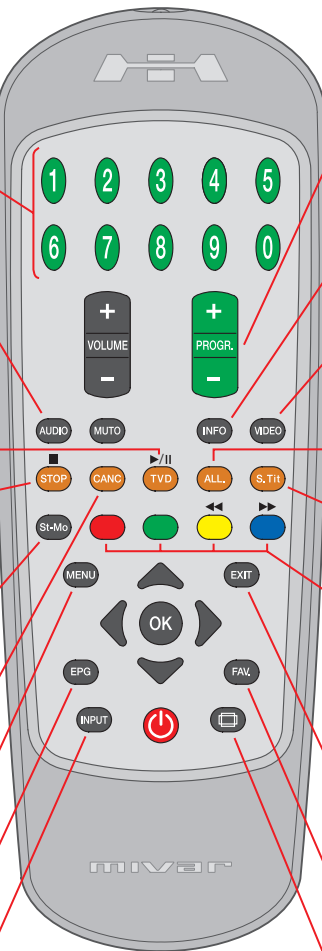 1 2 3 4 5
6 7 8 9 0
+ +
VOLUME PROGR.
- -
AUDIO MUTO INFO VIDEO
■ ▶/II
STOP CANC TVD ALL. S.Tit
◀◀ ▶▶
St-Mo
MENU EXIT
OK
EPG FAV.
INPUT
mivar